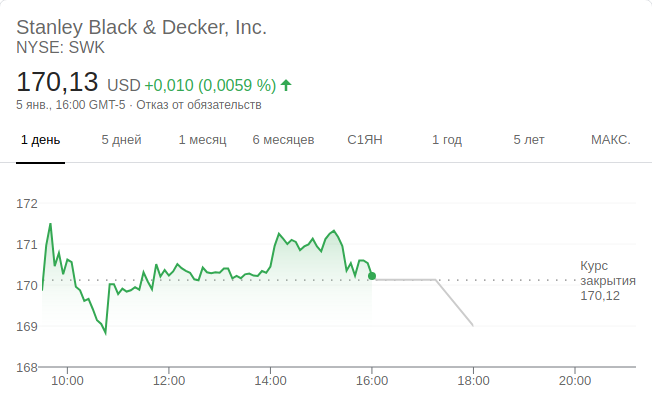 Stanley Black & Decker, Inc.
NYSE: SWK
170,13 USD +0,010 (0,0059 %)
5 янв., 16:00 GMT-5 · Отказ от обязательств
1 день 5 дней 1 месяц 6 месяцев С1ЯН 1 год 5 лет МАКС.
172
171
170
169
168
Курс
закрытия
170,12
10:00 12:00 14:00 16:00 18:00 20:00